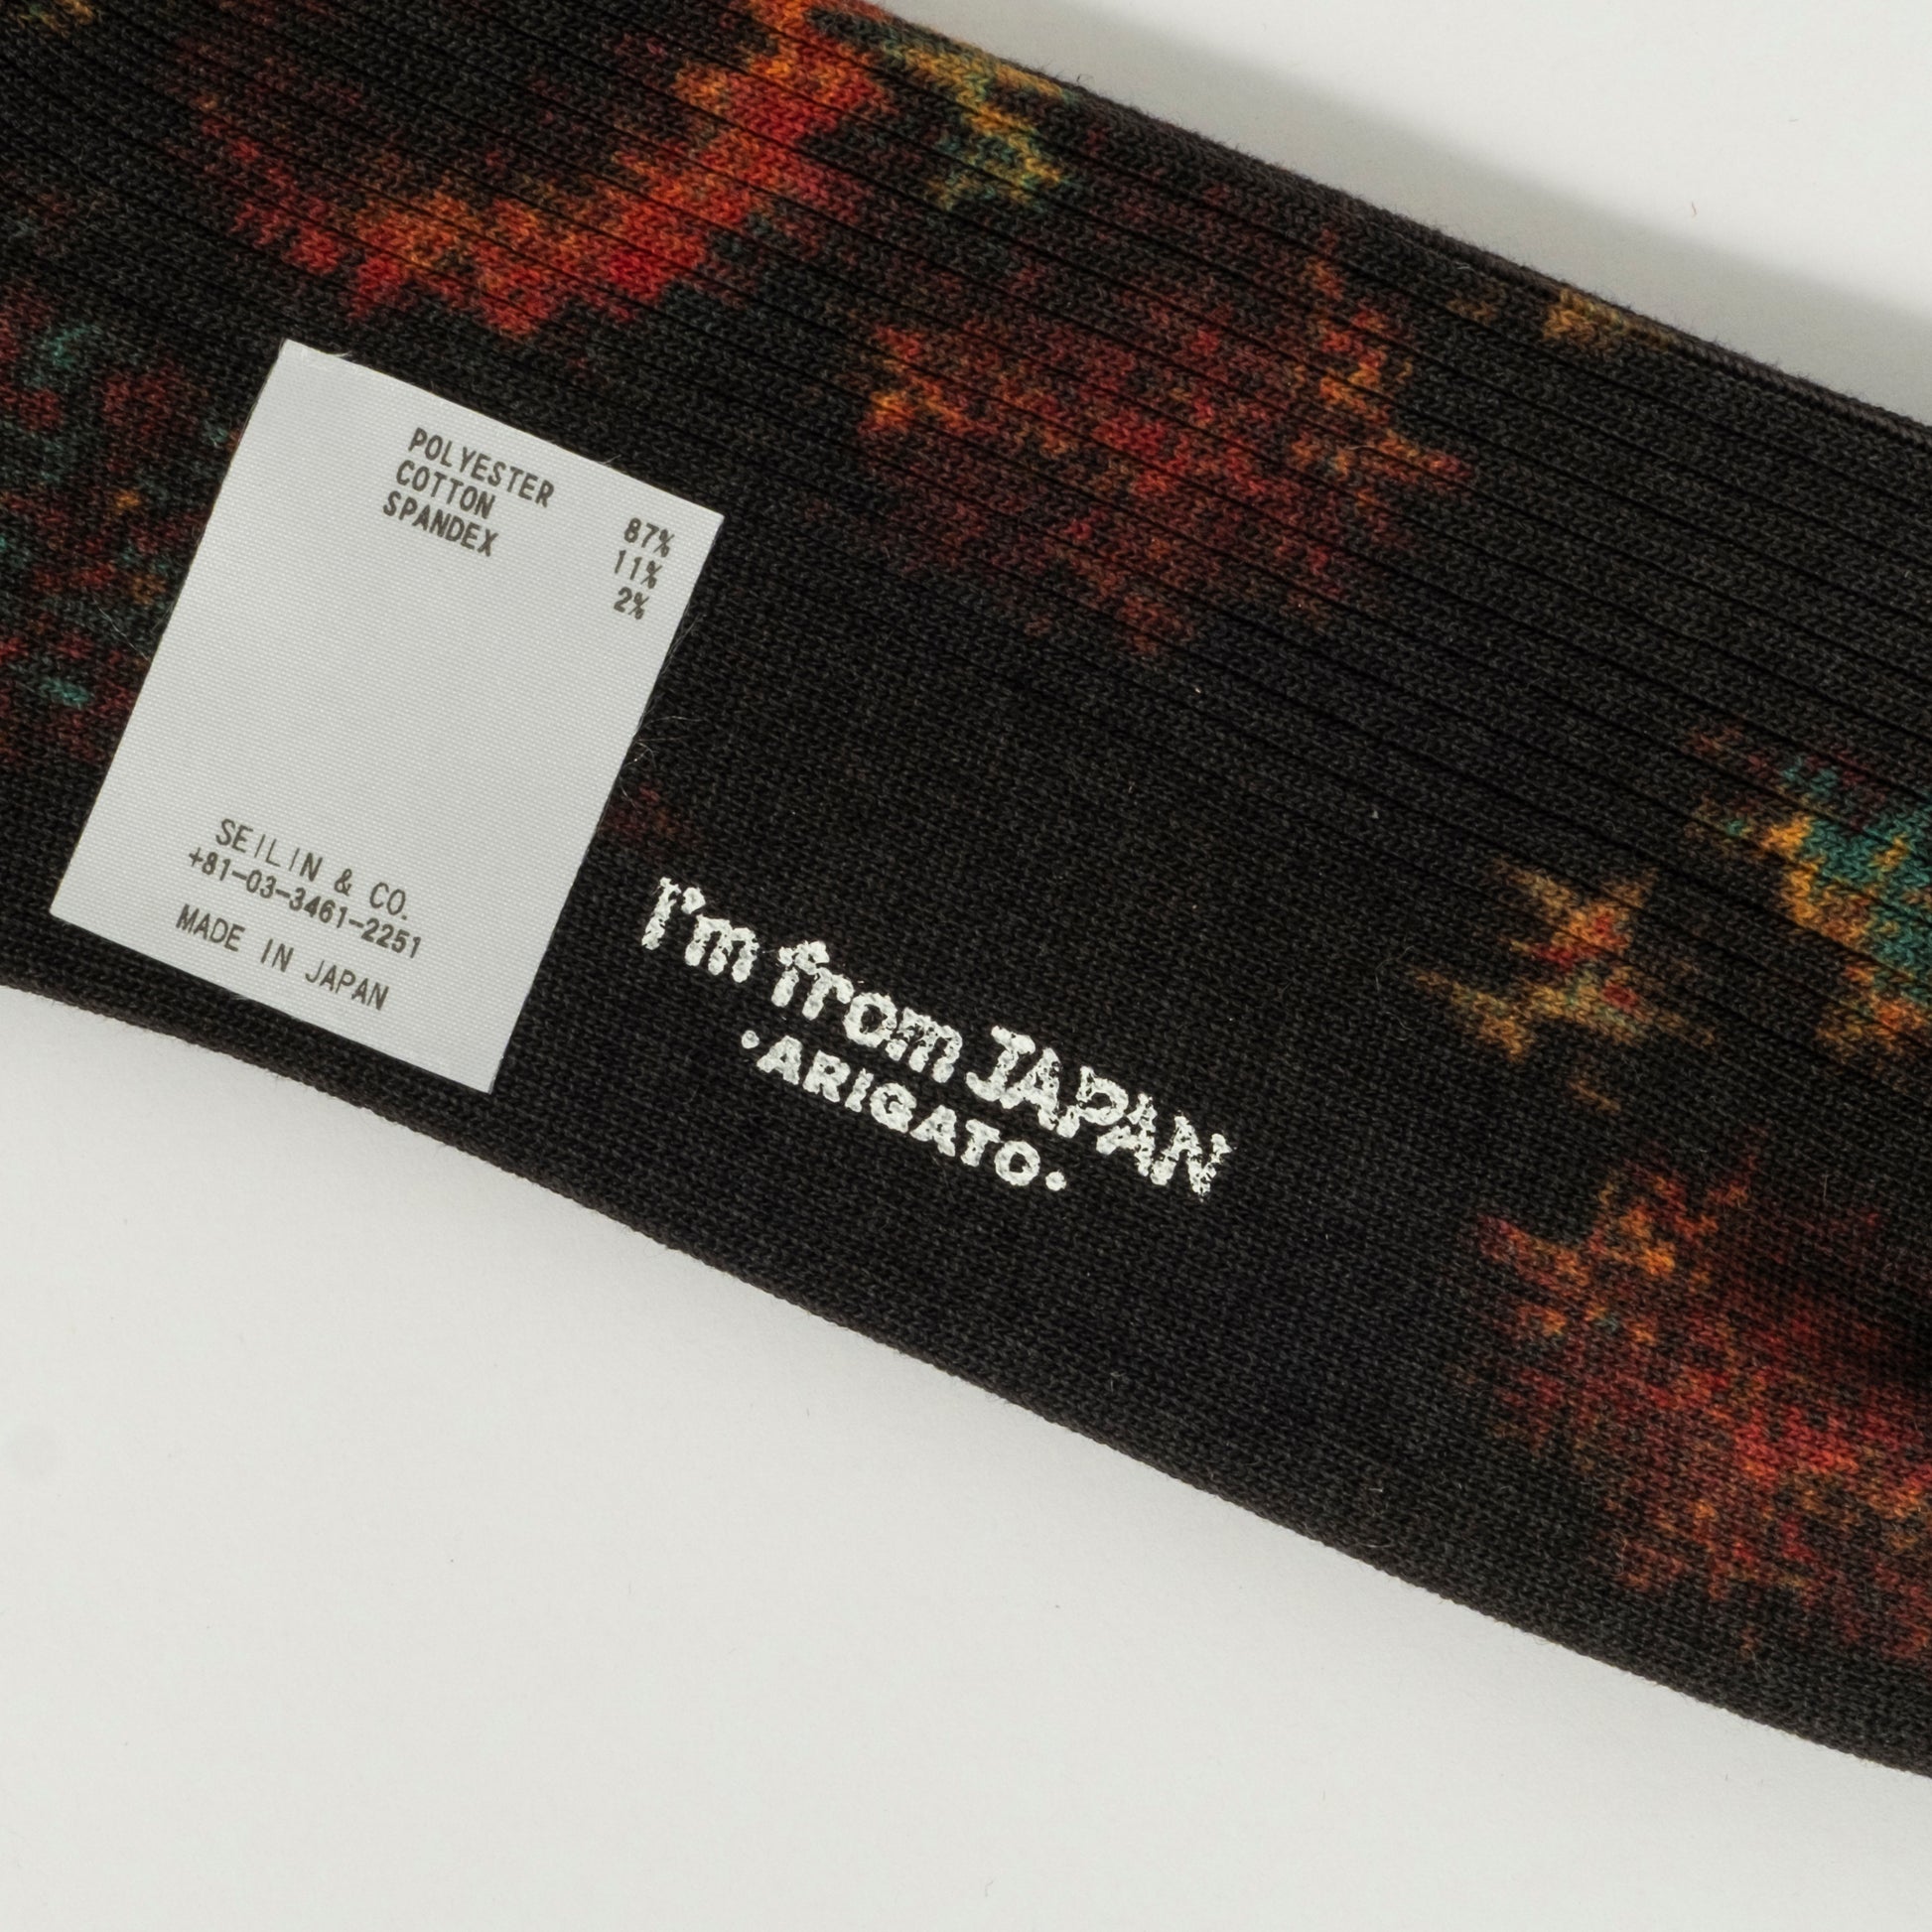 POLYESTER 87%
COTTON 11%
SPANDEX 2%
SEILIN & CO.
+81-03-3461-2251
MADE IN JAPAN
I'm from JAPAN
·ARIGATO·